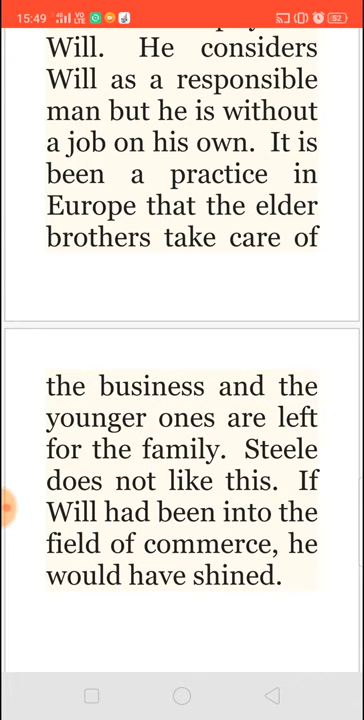 15:49
52
Will. He considers
Will as a responsible
man but he is without
a job on his own. It is
been a practice in
Europe that the elder
brothers take care of
the business and the
younger ones are left
for the family. Steele
does not like this. If
Will had been into the
field of commerce, he
would have shined.